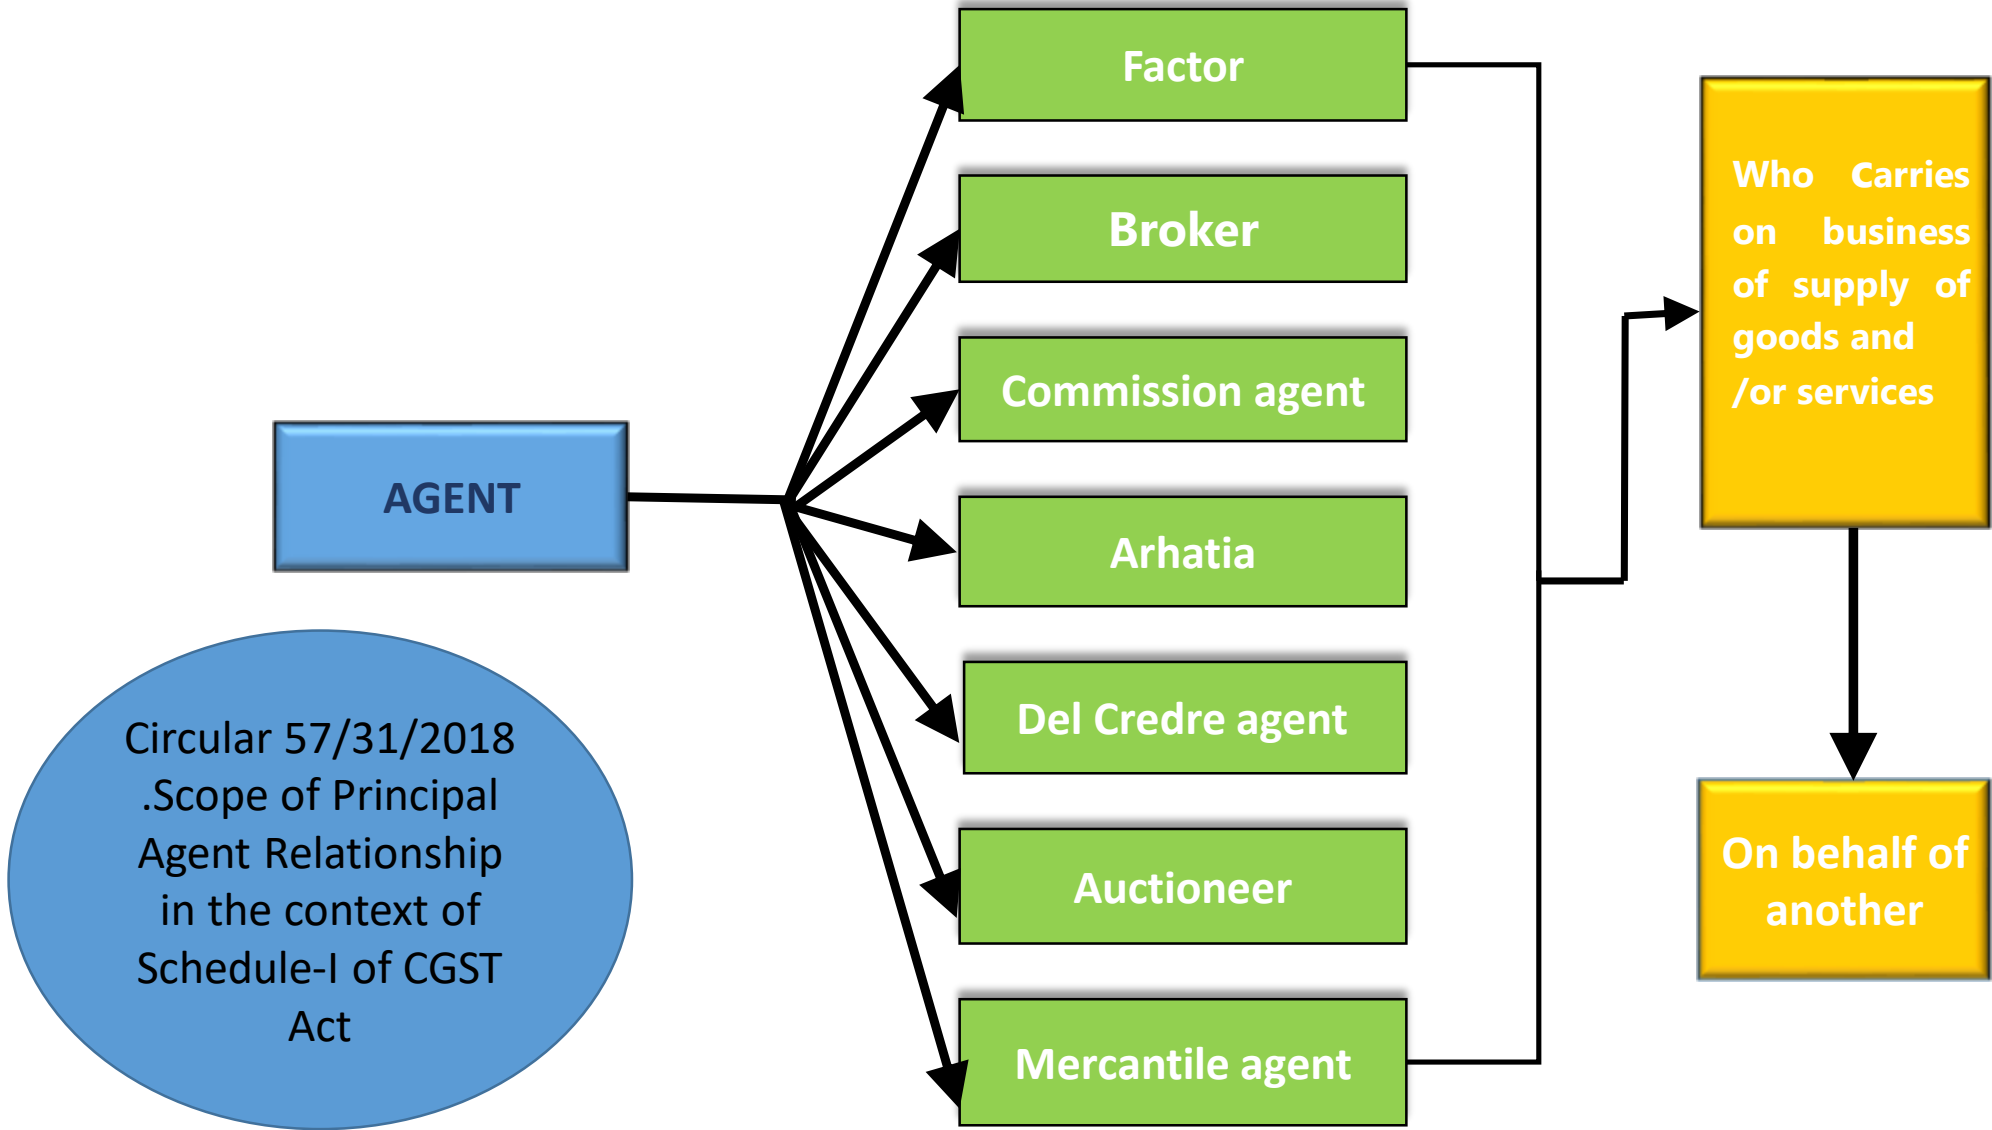 AGENT
Circular 57/31/2018
.Scope of Principal
Agent Relationship
in the context of
Schedule-I of CGST
Act
Factor
Broker
Commission agent
Arhatia
Del Credre agent
Auctioneer
Mercantile agent
Who Carries
on business
of supply of
goods and
/or services
On behalf of
another